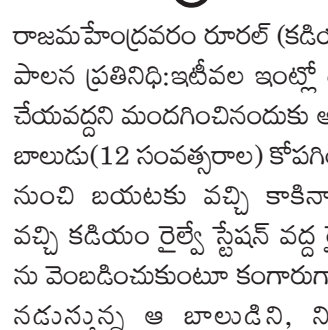 రాజమహేంద్రవరం రూరల్ (కడియ
పాలన ప్రతినిధి:ఇటీవల ఇంట్లో
చేయవద్దని మందగించినందుకు ఆ
బాలుడు(12 సంవత్సరాల) కోపగిం
నుంచి బయటకు వచ్చి కాకినా
వచ్చి కడియం రైల్వే స్టేషన్ వద్ద
ను వెంబడించుకుంటూ కంగారుగా
నడుస్తున్న ఆ బాలుడిని, ని